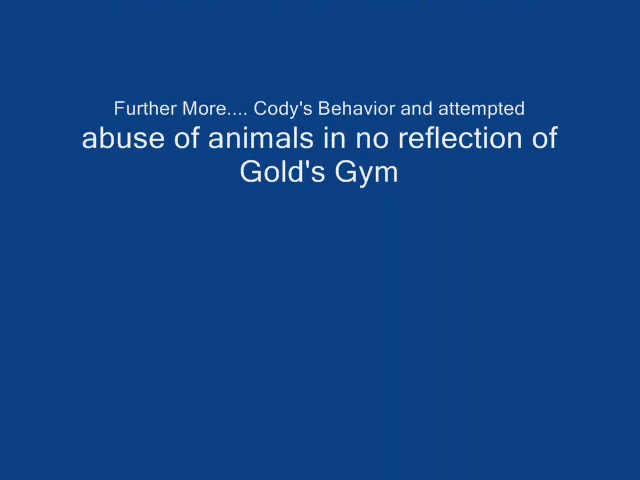 Further More.... Cody's Behavior and attempted
abuse of animals in no reflection of
Gold's Gym